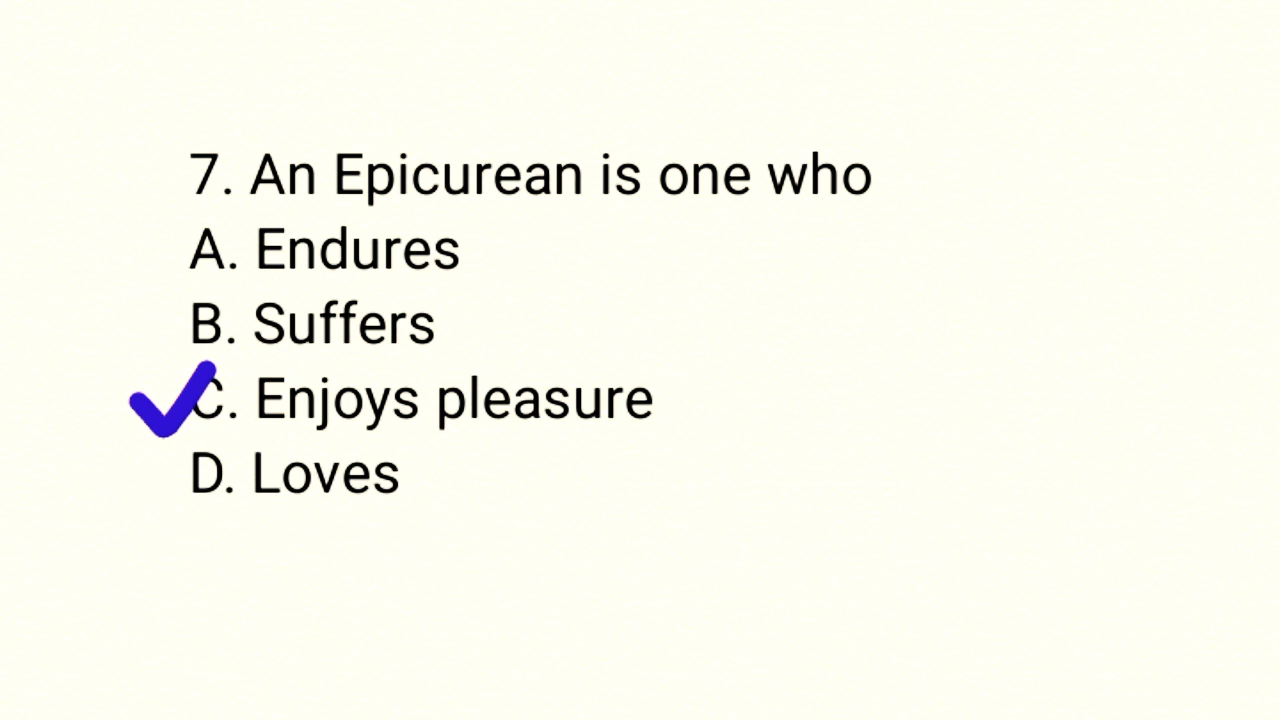 7. An Epicurean is one who
A. Endures
B. Suffers
C. Enjoys pleasure
D. Loves